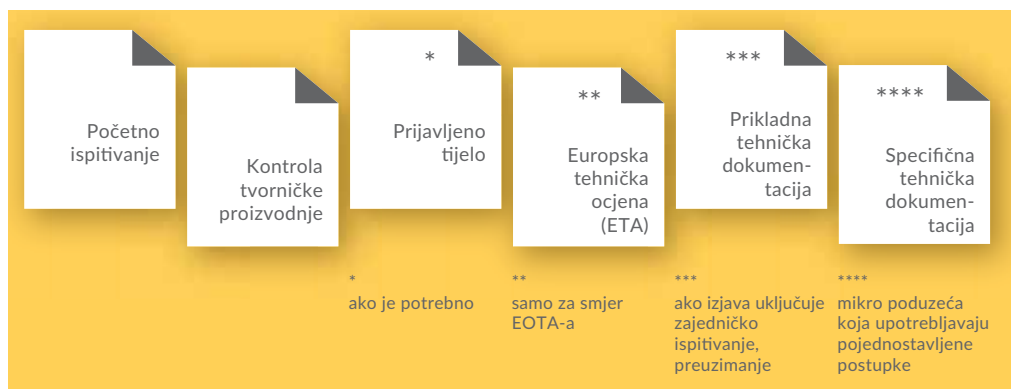 Početno
ispitivanje
Kontrola
tvorničke
proizvodnje
*
Prijavljeno
tijelo
**
Europska
tehnička
ocjena
(ETA)
***
Prikladna
tehnička
dokumen-
tacija
****
Specifična
tehnička
dokumen-
tacija
*
ako je potrebno
**
samo za smjer
EOTA-a
***
ako izjava uključuje
zajedničko
ispitivanje,
preuzimanje
****
mikro poduzeća
koja upotrebljavaju
pojednostavljene
postupke